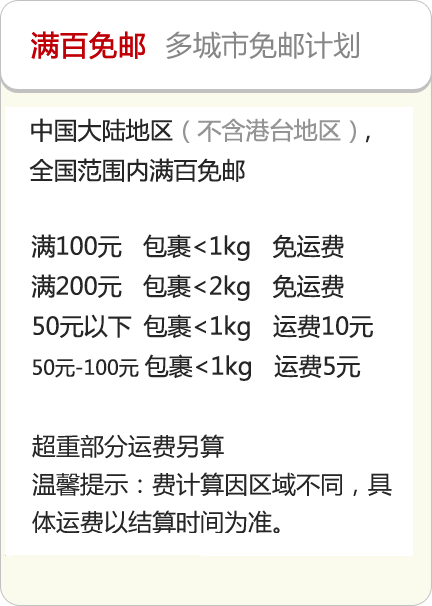 满百免邮 多城市免邮计划
中国大陆地区（不含港台地区），
全国范围内满百免邮
满100元 包裹<1kg 免运费
满200元 包裹<2kg 免运费
50元以下 包裹<1kg 运费10元
50元-100元 包裹<1kg 运费5元
超重部分运费另算
温馨提示：费计算因区域不同，具
体运费以结算时间为准。